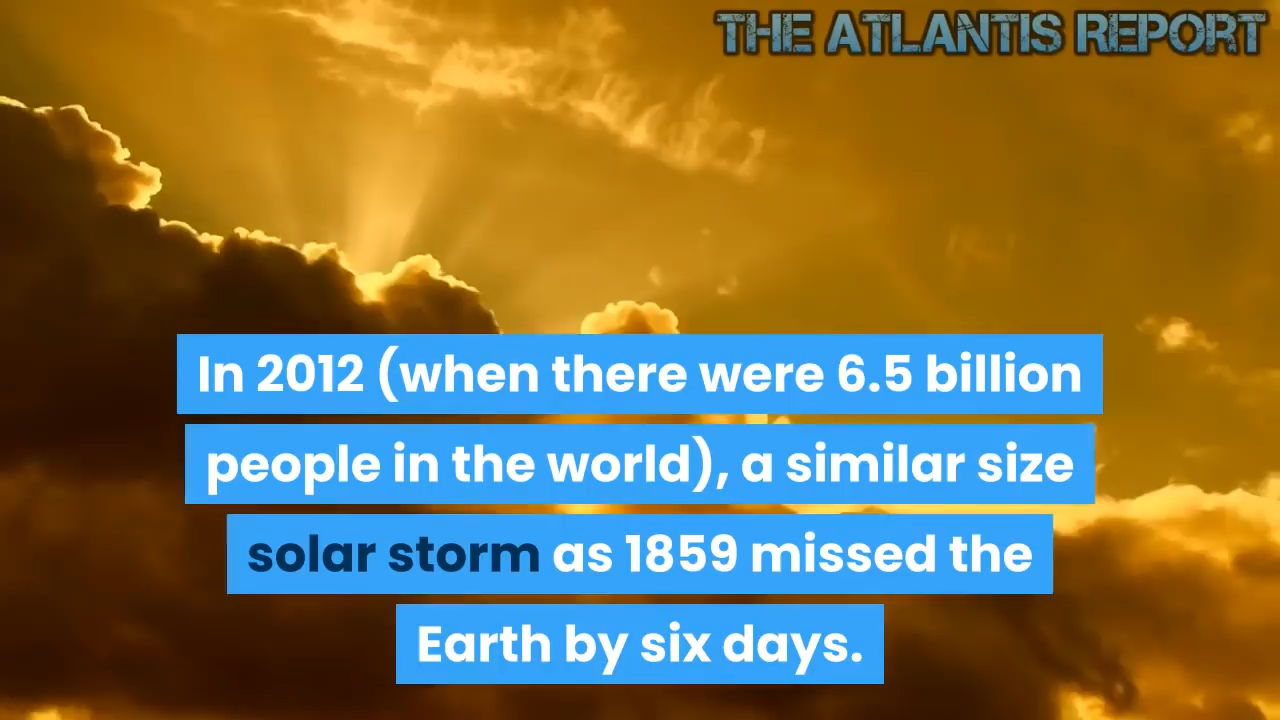 THE ATLANTIS REPORT
In 2012 (when there were 6.5 billion
people in the world), a similar size
solar storm as 1859 missed the
Earth by six days.